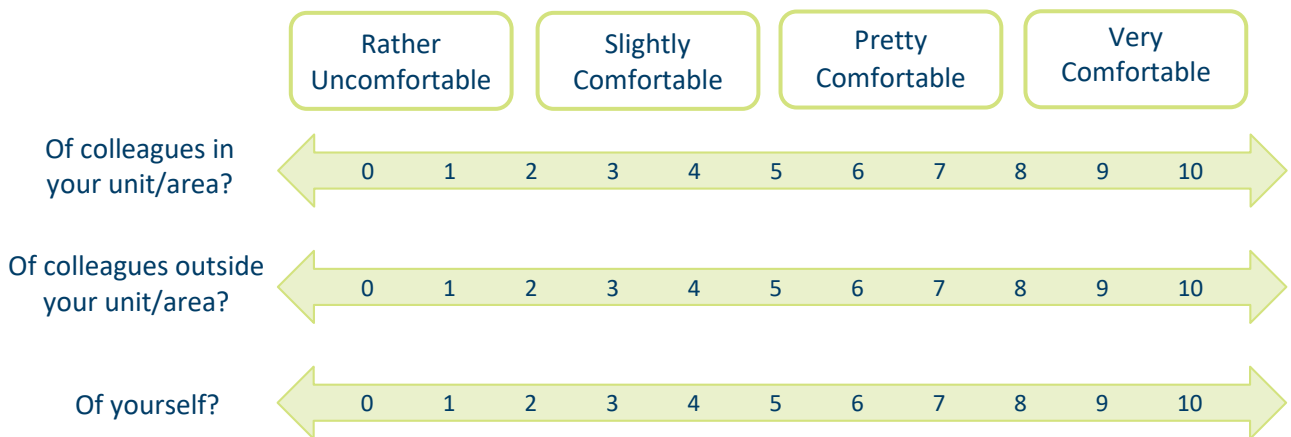 Rather
Uncomfortable
Slightly
Comfortable
Pretty
Comfortable
Very
Comfortable
Of colleagues in
your unit/area?
0 1 2 3 4 5 6 7 8 9 10
Of colleagues outside
your unit/area?
0 1 2 3 4 5 6 7 8 9 10
Of yourself?
0 1 2 3 4 5 6 7 8 9 10